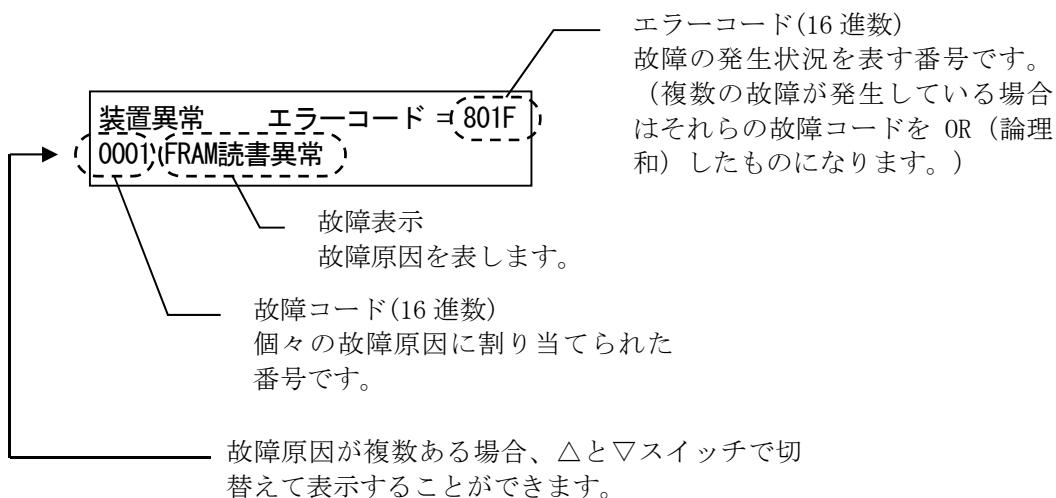 エラーコード(16 進数)
故障の発生状況を表す番号です。
（複数の故障が発生している場合
はそれらの故障コードを OR（論理
和）したものになります。）
装置異常 エラーコード = 801F
0001 FRAM読書異常
故障表示
故障原因を表します。
故障コード(16 進数)
個々の故障原因に割り当てられた
番号です。
故障原因が複数ある場合、△と▽スイッチで切
替えて表示することができます。